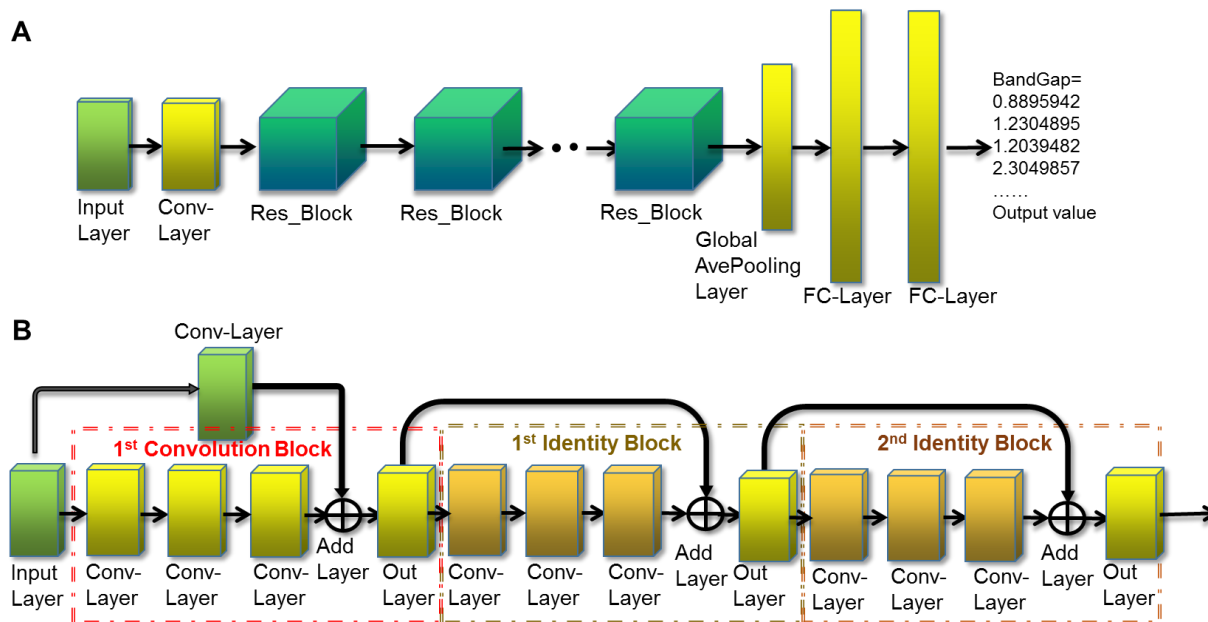 A
Input
Layer
Conv-
Layer
Res_Block
Res_Block
Res_Block
Global
AvePooling
Layer
FC-Layer
FC-Layer
BandGap=
0.8895942
1.2304895
1.2039482
2.3049857
......
Output value
B
Conv-Layer
1st Convolution Block
1st Identity Block
2nd Identity Block
Input
Layer
Conv-
Layer
Conv-
Layer
Conv-
Layer
Add
Layer
Out
Layer
Conv-
Layer
Conv-
Layer
Conv-
Layer
Add
Layer
Out
Layer
Conv-
Layer
Conv-
Layer
Conv-
Layer
Add
Layer
Out
Layer